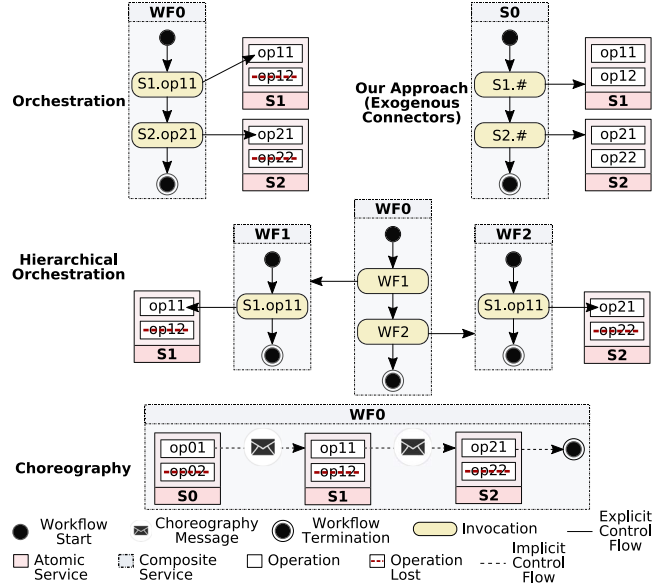 WF0
op11
S1.op11
op12
Orchestration
S1
S2.op21
op21
op22
S2
S0
op11
S1.#
op12
Our Approach
(Exogenous
Connectors)
S1
S2.#
op21
op22
S2
Hierarchical
Orchestration
WF0
WF1
WF2
WF1
op11
S1.op11
op12
S1
WF2
S1.op11
op21
op22
S2
WF0
Choreography
op01
op02
S0
op11
op12
S1
op21
op22
S2
Workflow
Start
Choreography
Message
Workflow
Termination
Invocation
Explicit
Control
Flow
Atomic
Service
Composite
Service
Operation
Operation
Lost
Implicit
Control
Flow